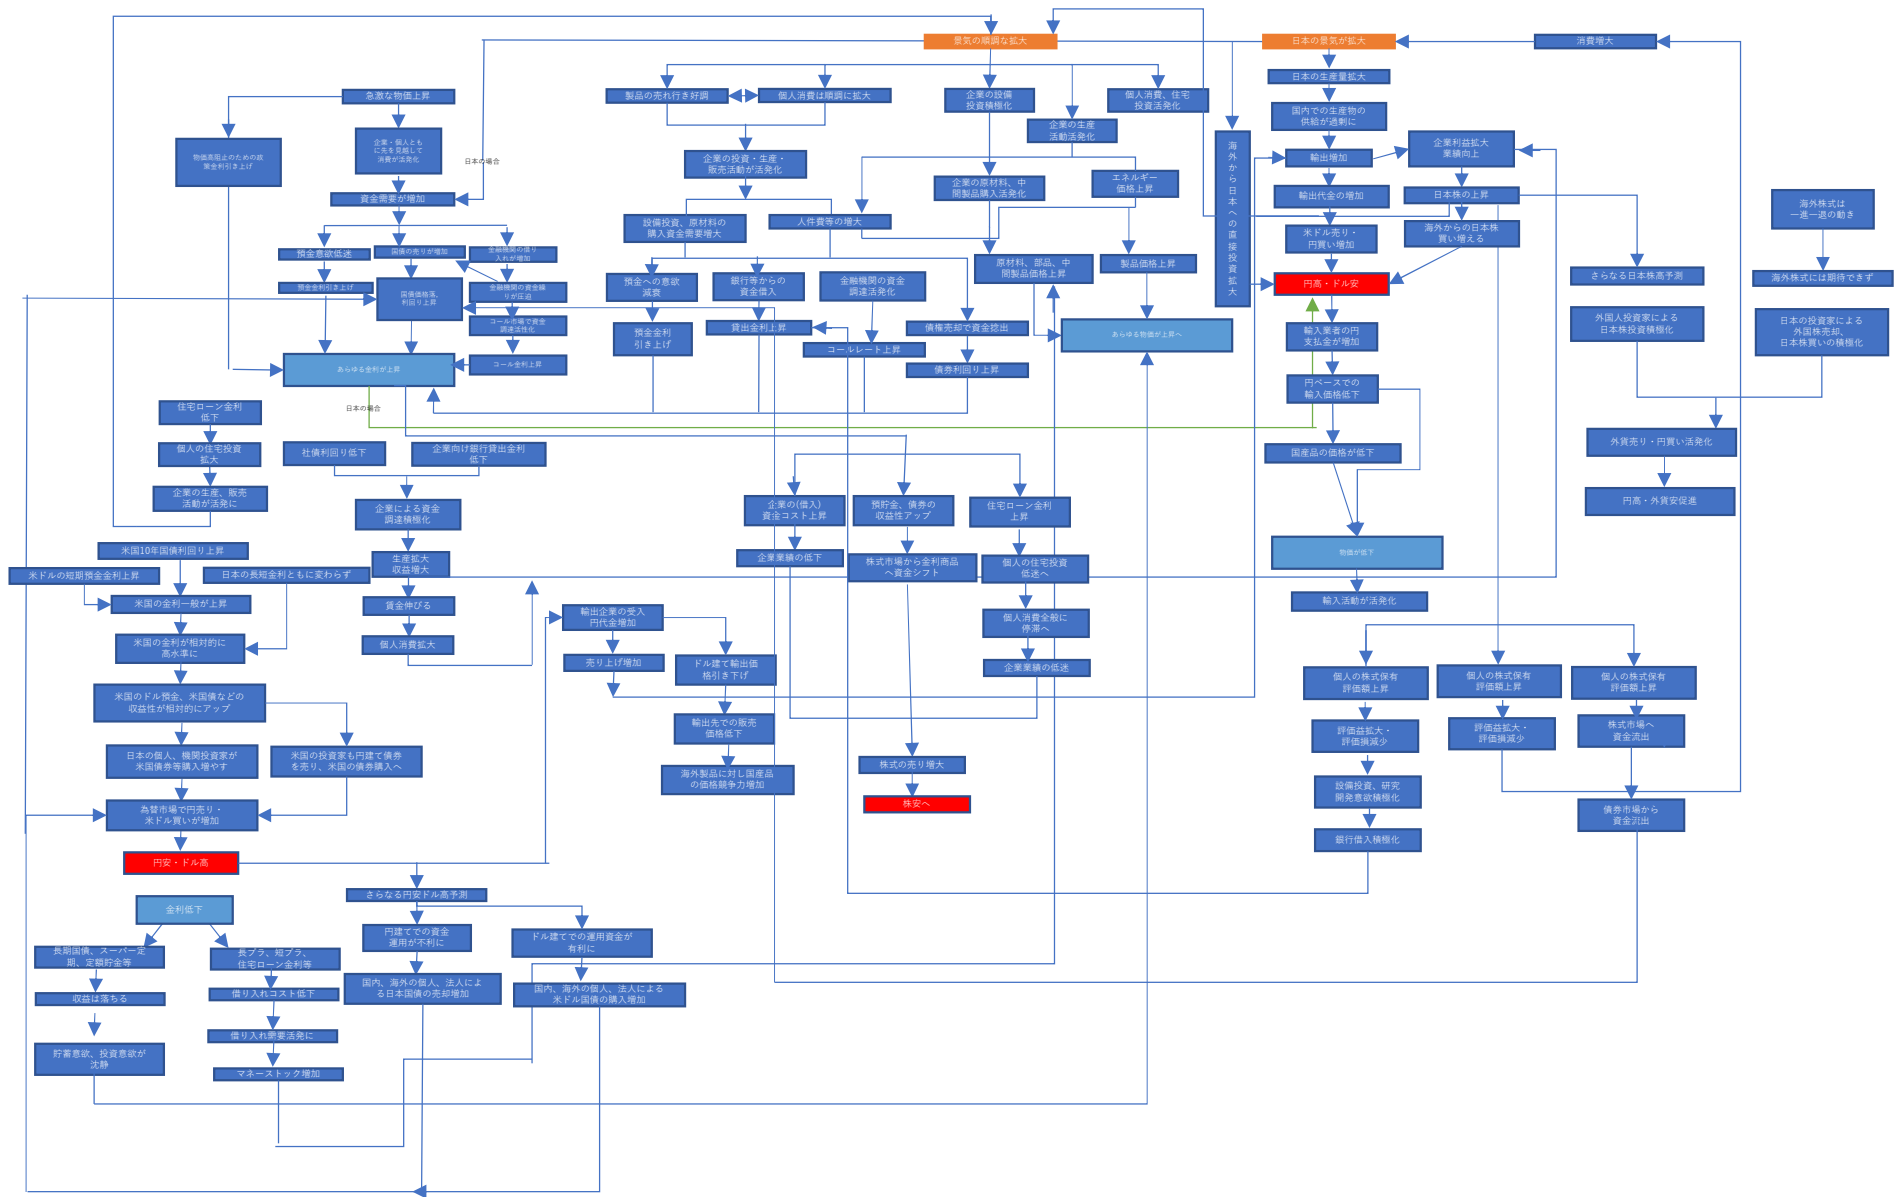 景気の順調な拡大
日本の景気が拡大
消費増大
日本の生産量拡大
急激な物価上昇
製品の売れ行き好調
個人消費は順調に拡大
企業の設備
投資積極化
個人消費、住宅
投資活発化
国内での生産物の
供給が過剰に
企業の生産
活動活発化
企業・個人とも
に先を見越して
消費が活発化
物価高阻止のための政
策金利引き上げ
日本の場合
企業の投資・生産・
販売活動が活発化
海外から日本への直接投資拡大
輸出増加
企業利益拡大
業績向上
企業の原材料、中
間製品購入活発化
エネルギー
価格上昇
資金需要が増加
輸出代金の増加
日本株の上昇
海外株式は
一進一退の動き
設備投資、原材料の
購入資金需要増大
人件費等の増大
米ドル売り・
円買い増加
海外からの日本株
買い増える
預金意欲低迷
国債の売りが増加
金融機関の借り
入れが増加
原材料、部品、中
間製品価格上昇
製品価格上昇
さらなる日本株高予測
海外株式には期待できず
預金金利引き上げ
国債価格落、
利回り上昇
金融機関の資金繰
りが圧迫
預金への意欲
減衰
銀行等からの
資金借入
金融機関の資金
調達活発化
円高・ドル安
コール市場で資金
調達活性化
預金金利
引き上げ
貸出金利上昇
債権売却で資金捻出
あらゆる物価が上昇へ
輸入業者の円
支払金が増加
外国人投資家による
日本株投資積極化
日本の投資家による
外国株売却、
日本株買いの積極化
コールレート上昇
あらゆる金利が上昇
コール金利上昇
債券利回り上昇
円ベースでの
輸入価格低下
日本の場合
住宅ローン金利
低下
個人の住宅投資
拡大
社債利回り低下
企業向け銀行貸出金利
低下
国産品の価格が低下
外貨売り・円買い活発化
企業の生産、販売
活動が活発に
企業による資金
調達積極化
企業の(借入)
資金コスト上昇
預貯金、債券の
収益性アップ
住宅ローン金利
上昇
円高・外貨安促進
米国10年国債利回り上昇
生産拡大
収益増大
企業業績の低下
株式市場から金利商品
へ資金シフト
個人の住宅投資
低迷へ
物価が低下
米ドルの短期預金金利上昇
日本の長短金利ともに変わらず
米国の金利一般が上昇
賃金伸びる
輸出企業の受入
円代金増加
個人消費全般に
停滞へ
輸入活動が活発化
米国の金利が相対的に
高水準に
個人消費拡大
売り上げ増加
ドル建て輸出価
格引き下げ
企業業績の低迷
個人の株式保有
評価額上昇
個人の株式保有
評価額上昇
個人の株式保有
評価額上昇
米国のドル預金、米国債などの
収益性が相対的にアップ
輸出先での販売
価格低下
評価益拡大・
評価損減少
評価益拡大・
評価損減少
株式市場へ
資金流出
日本の個人、機関投資家が
米国債券等購入増やす
米国の投資家も円建て債券
を売り、米国の債券購入へ
海外製品に対し国産品
の価格競争力増加
株式の売り増大
設備投資、研究
開発意欲積極化
為替市場で円売り・
米ドル買いが増加
株安へ
債券市場から
資金流出
銀行借入積極化
円安・ドル高
さらなる円安ドル高予測
金利低下
円建てでの資金
運用が不利に
ドル建てでの運用資金が
有利に
長期国債、スーパー定
期、定額貯金等
長プラ、短プラ、
住宅ローン金利等
収益は落ちる
借り入れコスト低下
国内、海外の個人、法人によ
る日本国債の売却増加
国内、海外の個人、法人による
米ドル国債の購入増加
借り入れ需要活発に
貯蓄意欲、投資意欲が
沈静
マネーストック増加